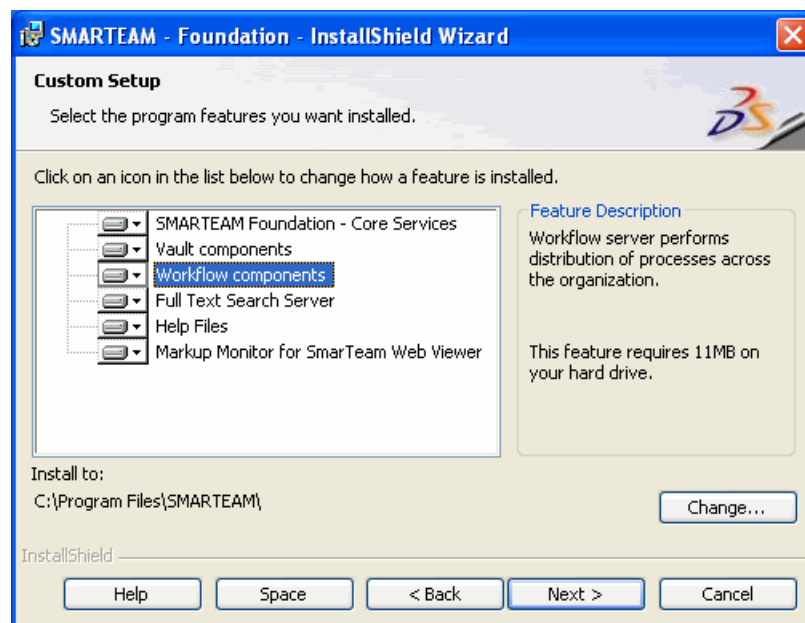 SMARTEAM - Foundation - InstallShield Wizard
Custom Setup
Select the program features you want installed.
Click on an icon in the list below to change how a feature is installed.
SMARTEAM Foundation - Core Services
Vault components
Workflow components
Full Text Search Server
Help Files
Markup Monitor for SmarTeam Web Viewer
Feature Description
Workflow server performs
distribution of processes across
the organization.
This feature requires 11MB on
your hard drive.
Install to:
C:\Program Files\SMARTEAM\
Change...
InstallShield
Help
Space
< Back
Next >
Cancel